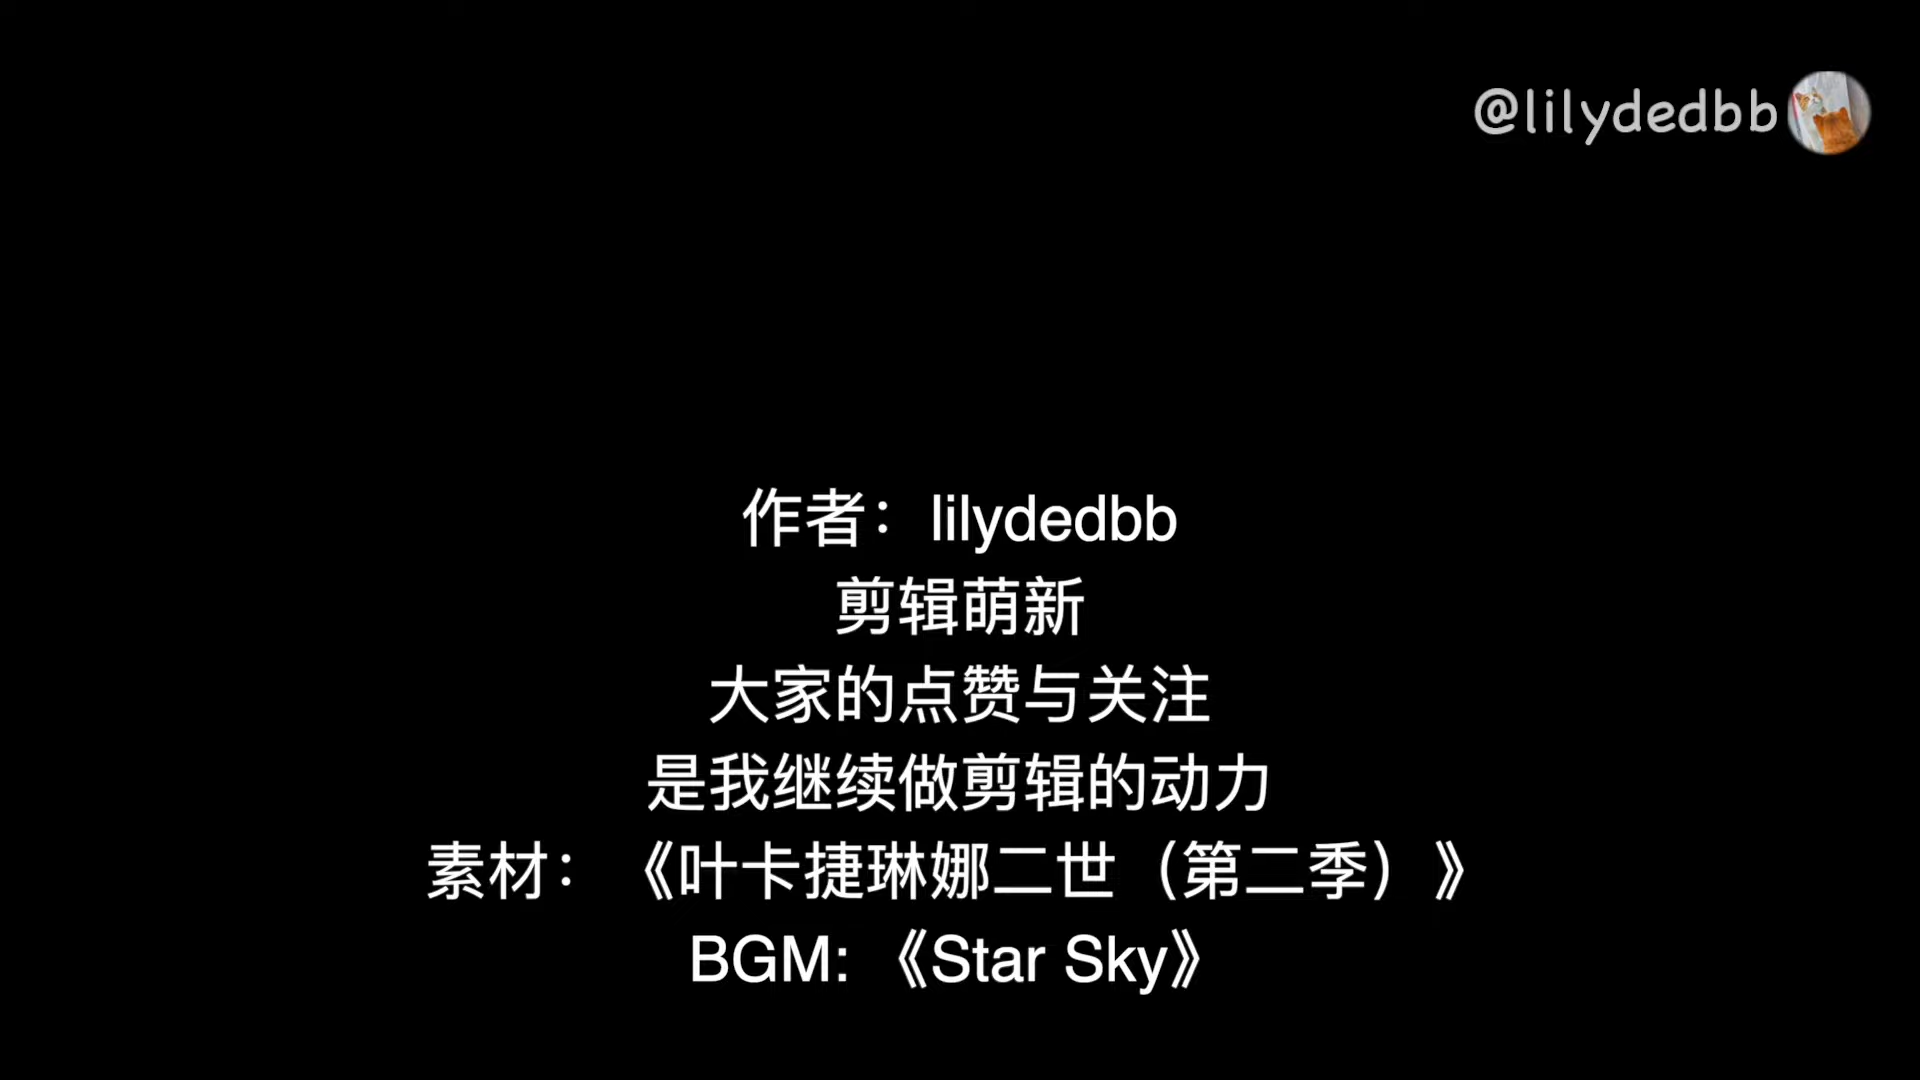 @lilydedbb
作者：lilydedbb
剪辑萌新
大家的点赞与关注
是我继续做剪辑的动力
素材：《叶卡捷琳娜二世（第二季）》
BGM:《Star Sky》